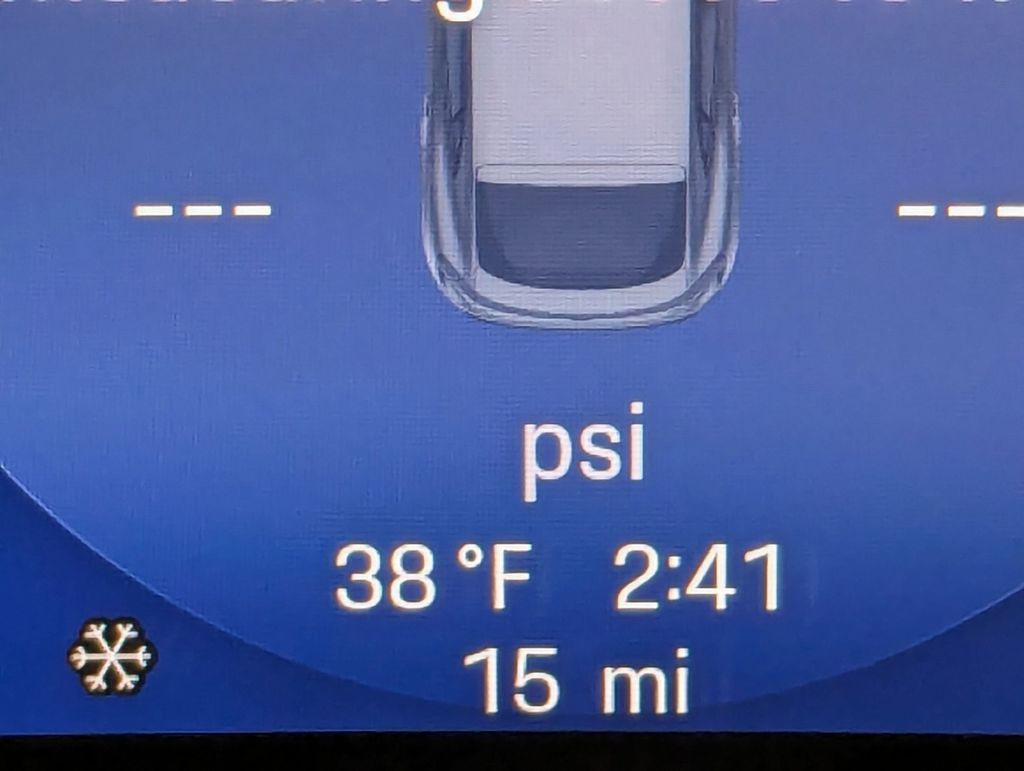 --- ---
psi
38 °F 2:41
15 mi